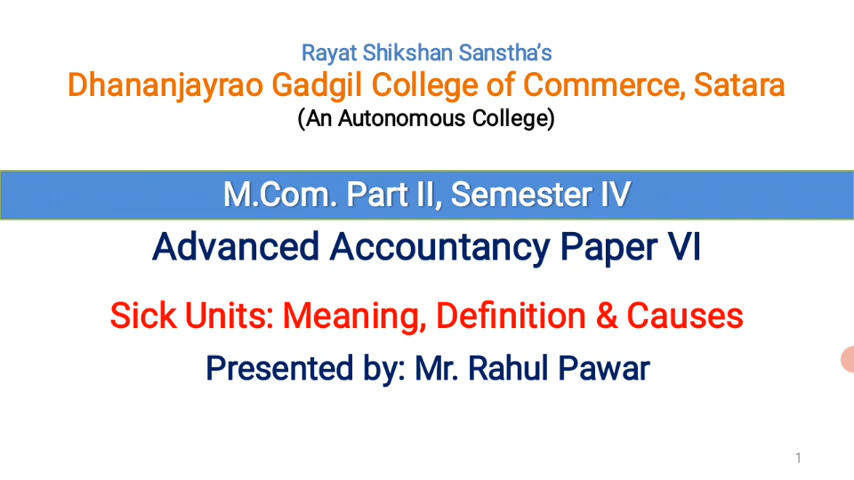 Rayat Shikshan Sanstha's
Dhananjayrao Gadgil College of Commerce, Satara
(An Autonomous College)
M.Com. Part II, Semester IV
Advanced Accountancy Paper VI
Sick Units: Meaning, Definition & Causes
Presented by: Mr. Rahul Pawar
1